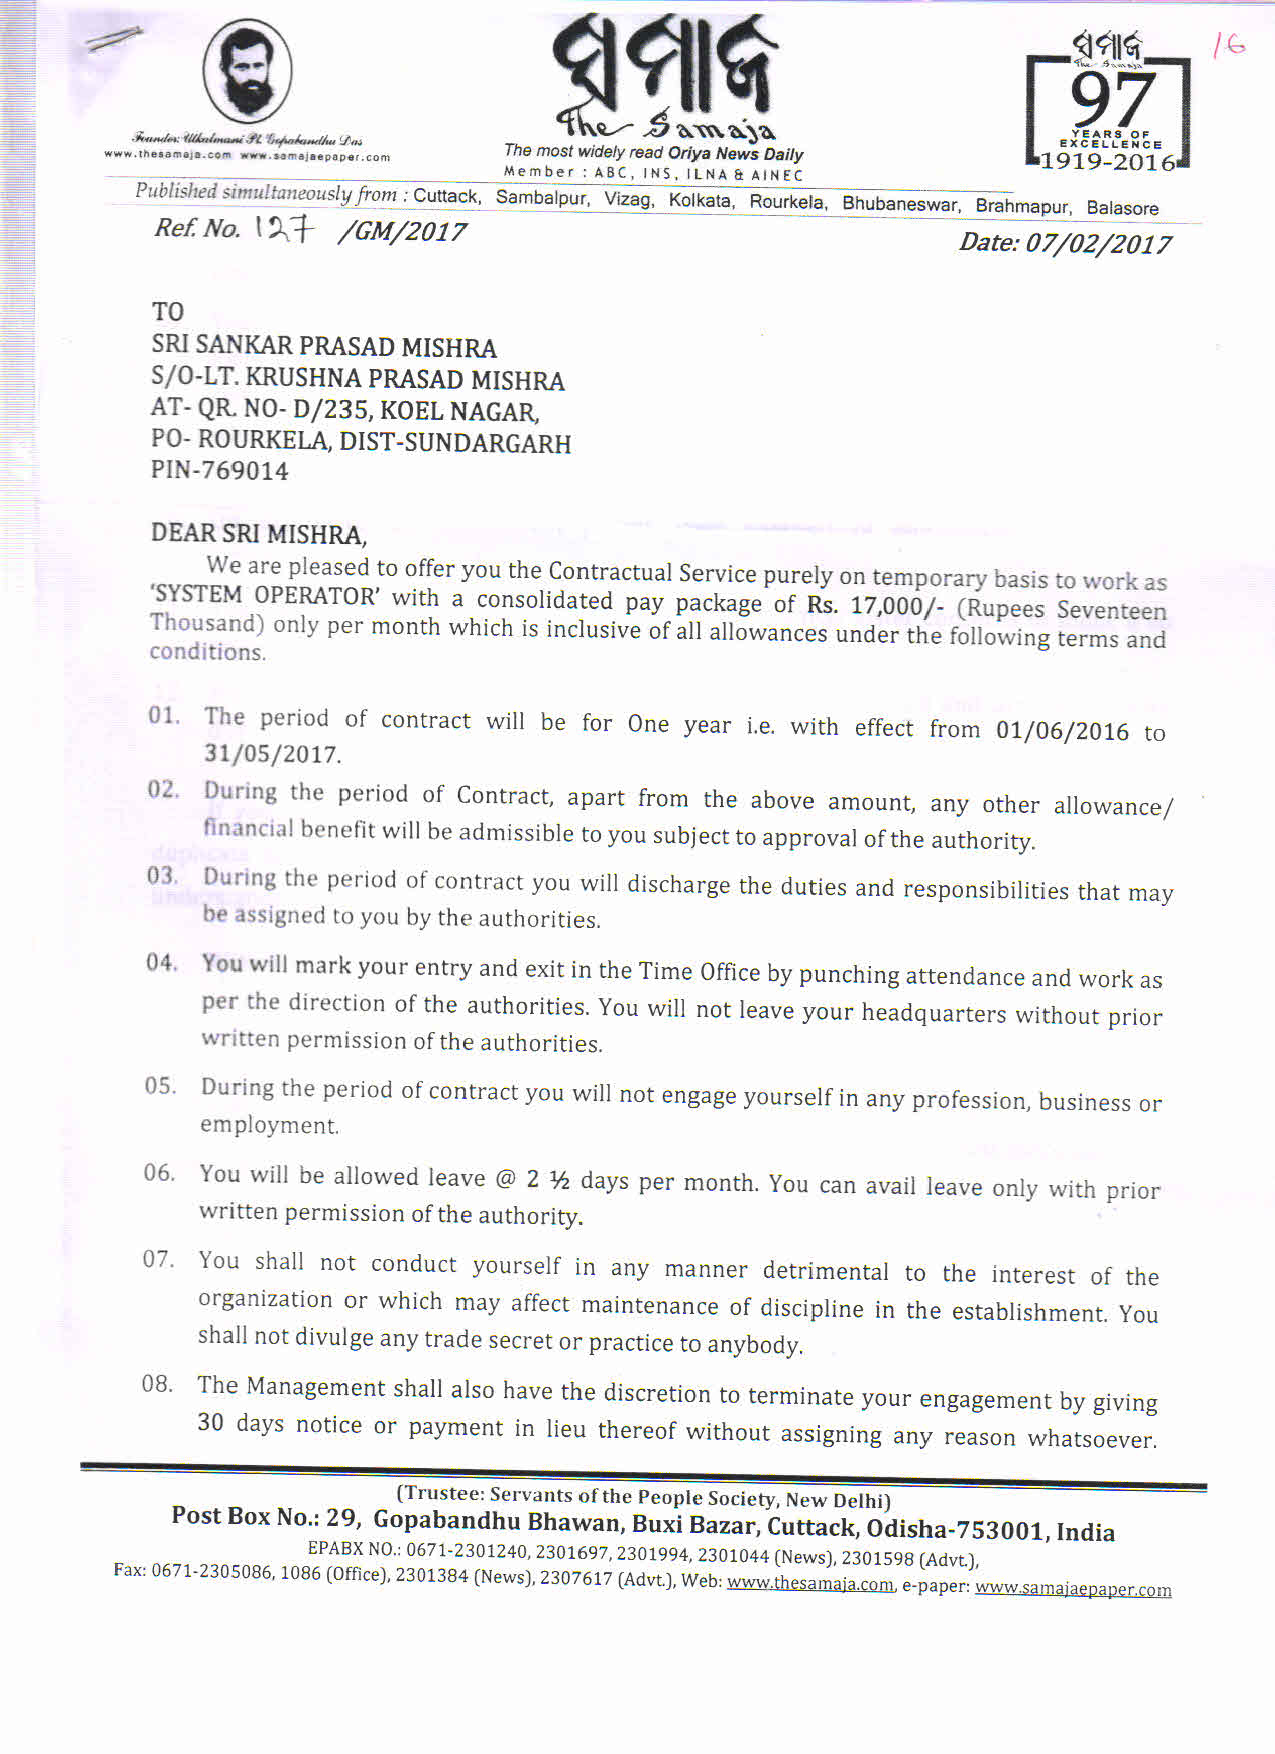 ସମାଜ
The Samaja
The most widely read Oriya News Daily
Member : ABC, INS, ILNA & AINEC
Founder: Utkalmani Pt. Gopabandhu Das
www.thesamaja.com www.samajaepaper.com
ସମାଜ
The Samaja
97
YEARS OF
EXCELLENCE
1919-2016
16
Published simultaneously from : Cuttack, Sambalpur, Vizag, Kolkata, Rourkela, Bhubaneswar, Brahmapur, Balasore
Ref. No. 127 /GM/2017
Date: 07/02/2017
TO
SRI SANKAR PRASAD MISHRA
S/O-LT. KRUSHNA PRASAD MISHRA
AT- QR. NO- D/235, KOEL NAGAR,
PO- ROURKELA, DIST-SUNDARGARH
PIN-769014
DEAR SRI MISHRA,
We are pleased to offer you the Contractual Service purely on temporary basis to work as
'SYSTEM OPERATOR' with a consolidated pay package of Rs. 17,000/- (Rupees Seventeen
Thousand) only per month which is inclusive of all allowances under the following terms and
conditions.
01. The period of contract will be for One year i.e. with effect from 01/06/2016 to
31/05/2017.
02. During the period of Contract, apart from the above amount, any other allowance/
financial benefit will be admissible to you subject to approval of the authority.
03. During the period of contract you will discharge the duties and responsibilities that may
be assigned to you by the authorities.
04. You will mark your entry and exit in the Time Office by punching attendance and work as
per the direction of the authorities. You will not leave your headquarters without prior
written permission of the authorities.
05. During the period of contract you will not engage yourself in any profession, business or
employment.
06. You will be allowed leave @ 2 ½ days per month. You can avail leave only with prior
written permission of the authority.
07. You shall not conduct yourself in any manner detrimental to the interest of the
organization or which may affect maintenance of discipline in the establishment. You
shall not divulge any trade secret or practice to anybody.
08. The Management shall also have the discretion to terminate your engagement by giving
30 days notice or payment in lieu thereof without assigning any reason whatsoever.
(Trustee: Servants of the People Society, New Delhi)
Post Box No.: 29, Gopabandhu Bhawan, Buxi Bazar, Cuttack, Odisha-753001, India
EPABX NO.: 0671-2301240, 2301697, 2301994, 2301044 (News), 2301598 (Advt.),
Fax: 0671-2305086, 1086 (Office), 2301384 (News), 2307617 (Advt.), Web: www.thesamaja.com, e-paper: www.samajaepaper.com